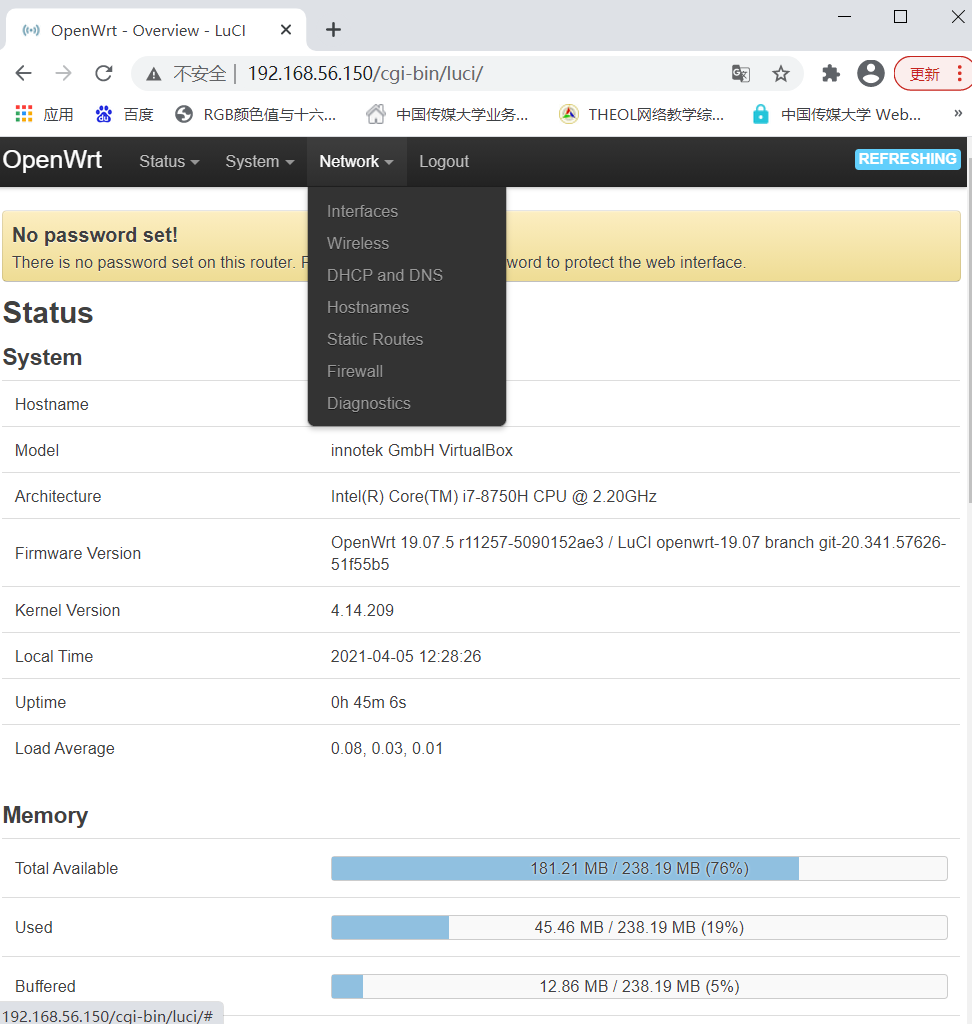 OpenWrt - Overview - LuCI
不安全 | 192.168.56.150/cgi-bin/luci/
更新
应用 百度 RGB颜色值与十六... 中国传媒大学业务... THEOL网络教学综... 中国传媒大学 Web... »
OpenWrt Status System Network Logout REFRESHING
Interfaces
Wireless
DHCP and DNS
Hostnames
Static Routes
Firewall
Diagnostics
No password set!
There is no password set on this router. word to protect the web interface.
Status
System
Hostname
Model innotek GmbH VirtualBox
Architecture Intel(R) Core(TM) i7-8750H CPU @ 2.20GHz
Firmware Version OpenWrt 19.07.5 r11257-5090152ae3 / LuCI openwrt-19.07 branch git-20.341.57626-
51f55b5
Kernel Version 4.14.209
Local Time 2021-04-05 12:28:26
Uptime 0h 45m 6s
Load Average 0.08, 0.03, 0.01
Memory
Total Available 181.21 MB / 238.19 MB (76%)
Used 45.46 MB / 238.19 MB (19%)
Buffered 12.86 MB / 238.19 MB (5%)
192.168.56.150/cgi-bin/luci/#